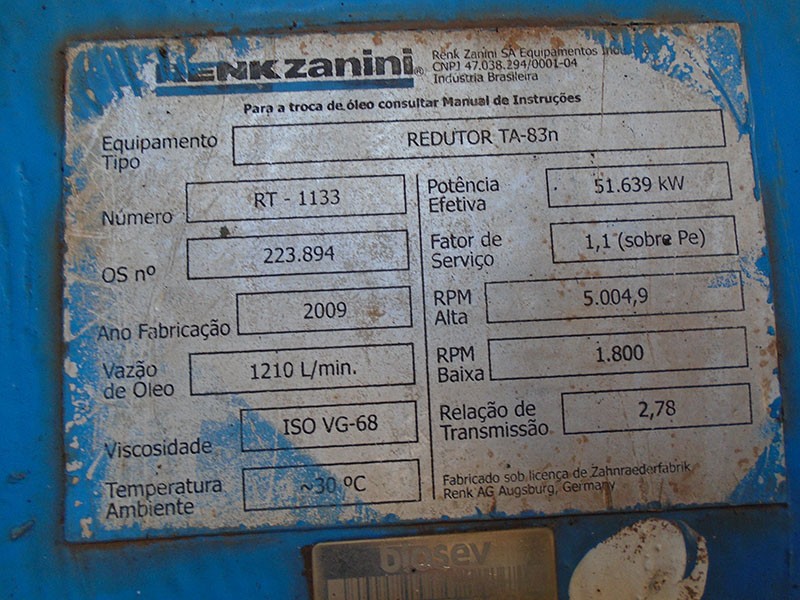 RENK zanini®
Renk Zanini SA Equipamentos
CNPJ 47.038.294/0001-04
Indústria Brasileira
Para a troca de óleo consultar Manual de Instruções
Equipamento Tipo REDUTOR TA-83n
Número RT - 1133
OS nº 223.894
Ano Fabricação 2009
Vazão de Óleo 1210 L/min.
Viscosidade ISO VG-68
Temperatura Ambiente ~30 ºC
Potência Efetiva 51.639 kW
Fator de Serviço 1,1 (sobre Pe)
RPM Alta 5.004,9
RPM Baixa 1.800
Relação de Transmissão 2,78
Fabricado sob licença de Zahnraederfabrik
Renk AG Augsburg, Germany
biosev